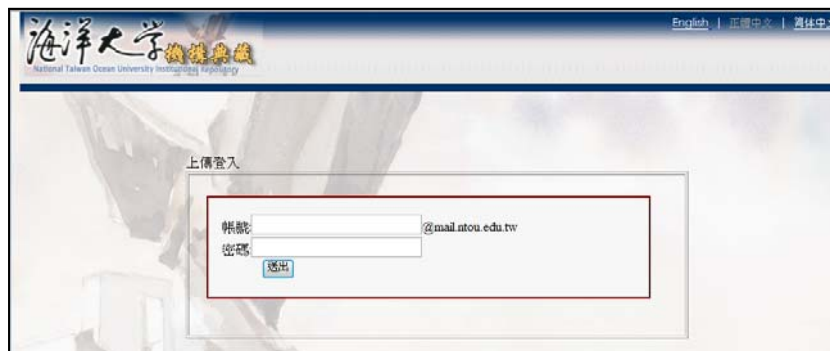 English | 正體中文 | 简体中文
海洋大学機構典藏
National Taiwan Ocean University Institutional Repository
上傳登入
帳號:@mail.ntou.edu.tw
密碼:
送出